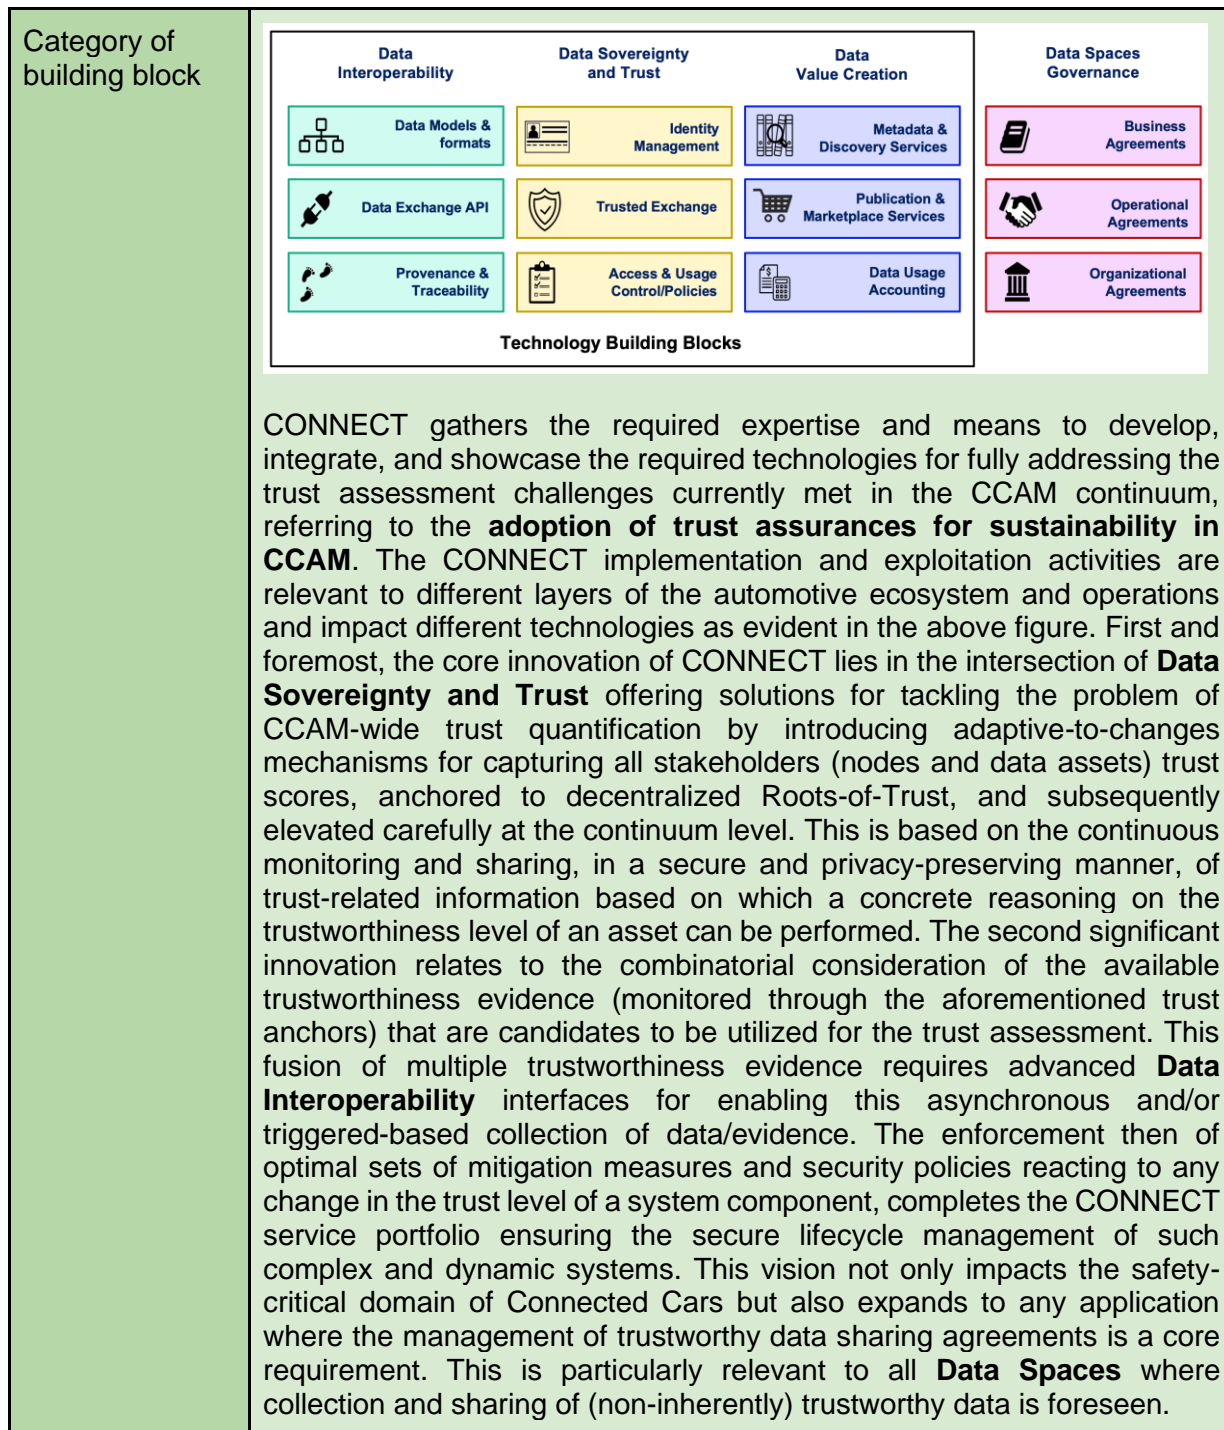 Category of
building block
Data
Interoperability
Data Sovereignty
and Trust
Data
Value Creation
Data Spaces
Governance
Data Models &
formats
Identity
Management
Metadata &
Discovery Services
Business
Agreements
Data Exchange API
Trusted Exchange
Publication &
Marketplace Services
Operational
Agreements
Provenance &
Traceability
Access & Usage
Control/Policies
Data Usage
Accounting
Organizational
Agreements
Technology Building Blocks
CONNECT gathers the required expertise and means to develop,
integrate, and showcase the required technologies for fully addressing the
trust assessment challenges currently met in the CCAM continuum,
referring to the adoption of trust assurances for sustainability in
CCAM. The CONNECT implementation and exploitation activities are
relevant to different layers of the automotive ecosystem and operations
and impact different technologies as evident in the above figure. First and
foremost, the core innovation of CONNECT lies in the intersection of Data
Sovereignty and Trust offering solutions for tackling the problem of
CCAM-wide trust quantification by introducing adaptive-to-changes
mechanisms for capturing all stakeholders (nodes and data assets) trust
scores, anchored to decentralized Roots-of-Trust, and subsequently
elevated carefully at the continuum level. This is based on the continuous
monitoring and sharing, in a secure and privacy-preserving manner, of
trust-related information based on which a concrete reasoning on the
trustworthiness level of an asset can be performed. The second significant
innovation relates to the combinatorial consideration of the available
trustworthiness evidence (monitored through the aforementioned trust
anchors) that are candidates to be utilized for the trust assessment. This
fusion of multiple trustworthiness evidence requires advanced Data
Interoperability interfaces for enabling this asynchronous and/or
triggered-based collection of data/evidence. The enforcement then of
optimal sets of mitigation measures and security policies reacting to any
change in the trust level of a system component, completes the CONNECT
service portfolio ensuring the secure lifecycle management of such
complex and dynamic systems. This vision not only impacts the safety-
critical domain of Connected Cars but also expands to any application
where the management of trustworthy data sharing agreements is a core
requirement. This is particularly relevant to all Data Spaces where
collection and sharing of (non-inherently) trustworthy data is foreseen.